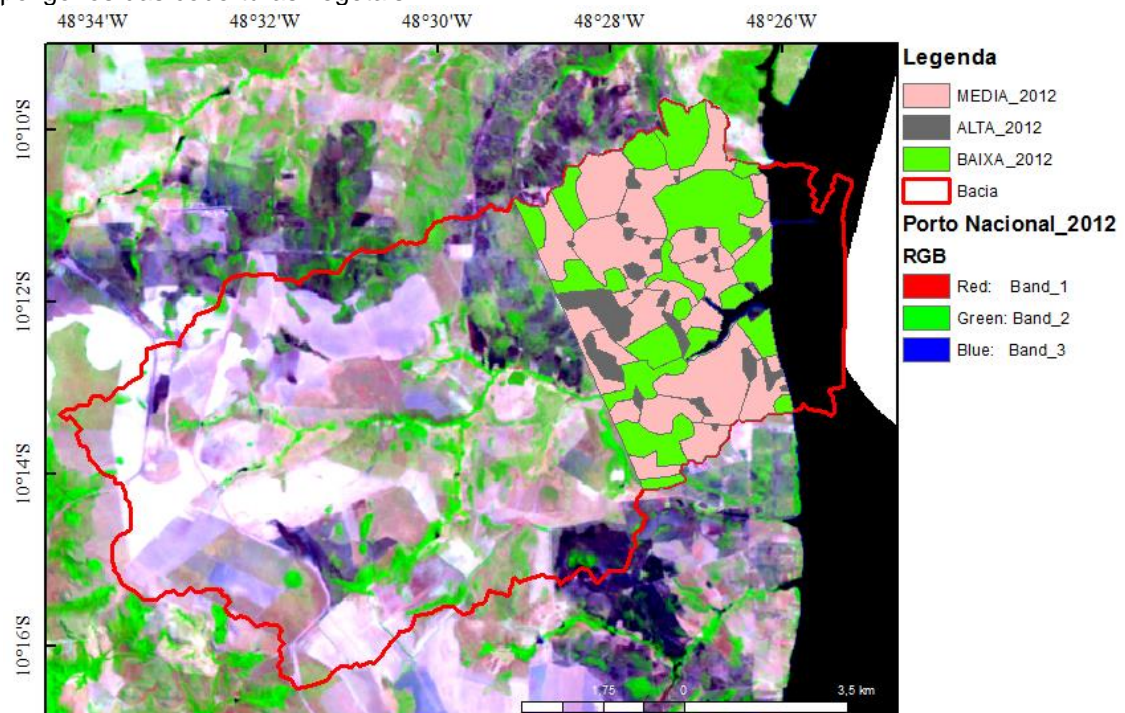 48°34'W 48°32'W 48°30'W 48°28'W 48°26'W
10°10'S
10°12'S
10°14'S
10°16'S
Legenda
MEDIA_2012
ALTA_2012
BAIXA_2012
Bacia
Porto Nacional_2012
RGB
Red: Band_1
Green: Band_2
Blue: Band_3
1,75 0 3,5 km